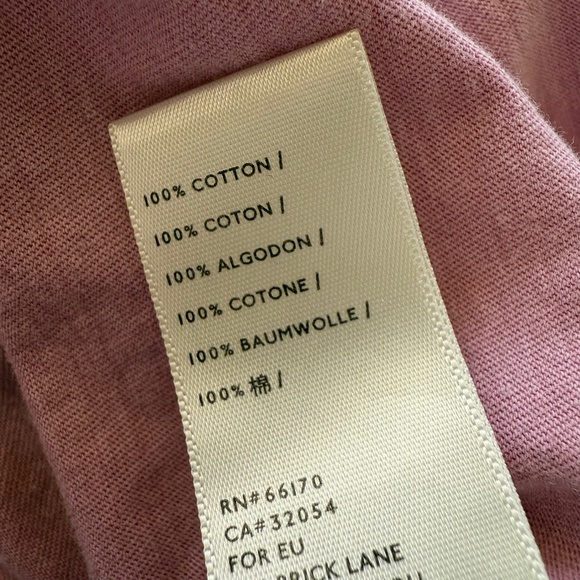 100% COTTON /
100% COTON /
100% ALGODON /
100% COTONE /
100% BAUMWOLLE /
100% 棉 /
RN#66170
CA#32054
FOR EU
BRICK LANE